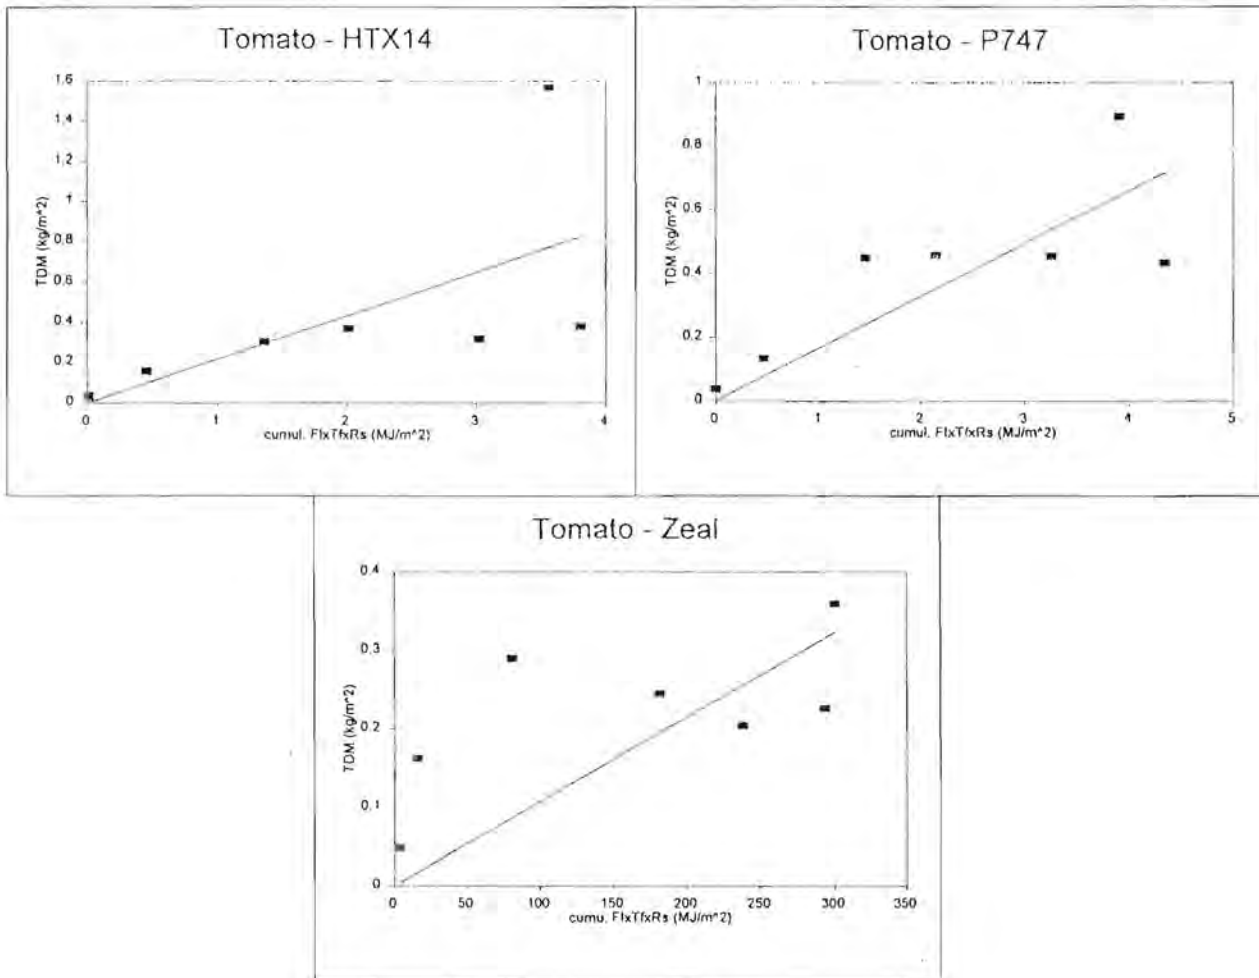 Tomato - HTX14
1.6
1.4
1.2
1
0.8
0.6
0.4
0.2
0
TDM (kg/m^2)
0 1 2 3 4
cumul. FIxTfxRs (MJ/m^2)
Tomato - P747
1
0.8
0.6
0.4
0.2
0
TDM (kg/m^2)
0 1 2 3 4 5
cumul. FIxTfxRs (MJ/m^2)
Tomato - Zeal
0.4
0.3
0.2
0.1
0
TDM (kg/m^2)
0 50 100 150 200 250 300 350
cumu. FIxTfxRs (MJ/m^2)